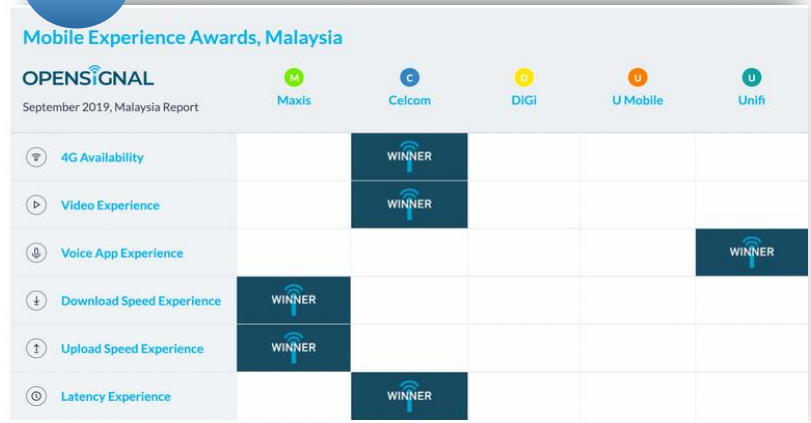 Mobile Experience Awards, Malaysia
OPENSIGNAL
September 2019, Malaysia Report
M
Maxis
C
Celcom
D
DiGi
U
U Mobile
U
Unifi
4G Availability
WINNER
Video Experience
WINNER
Voice App Experience
WINNER
Download Speed Experience
WINNER
Upload Speed Experience
WINNER
Latency Experience
WINNER